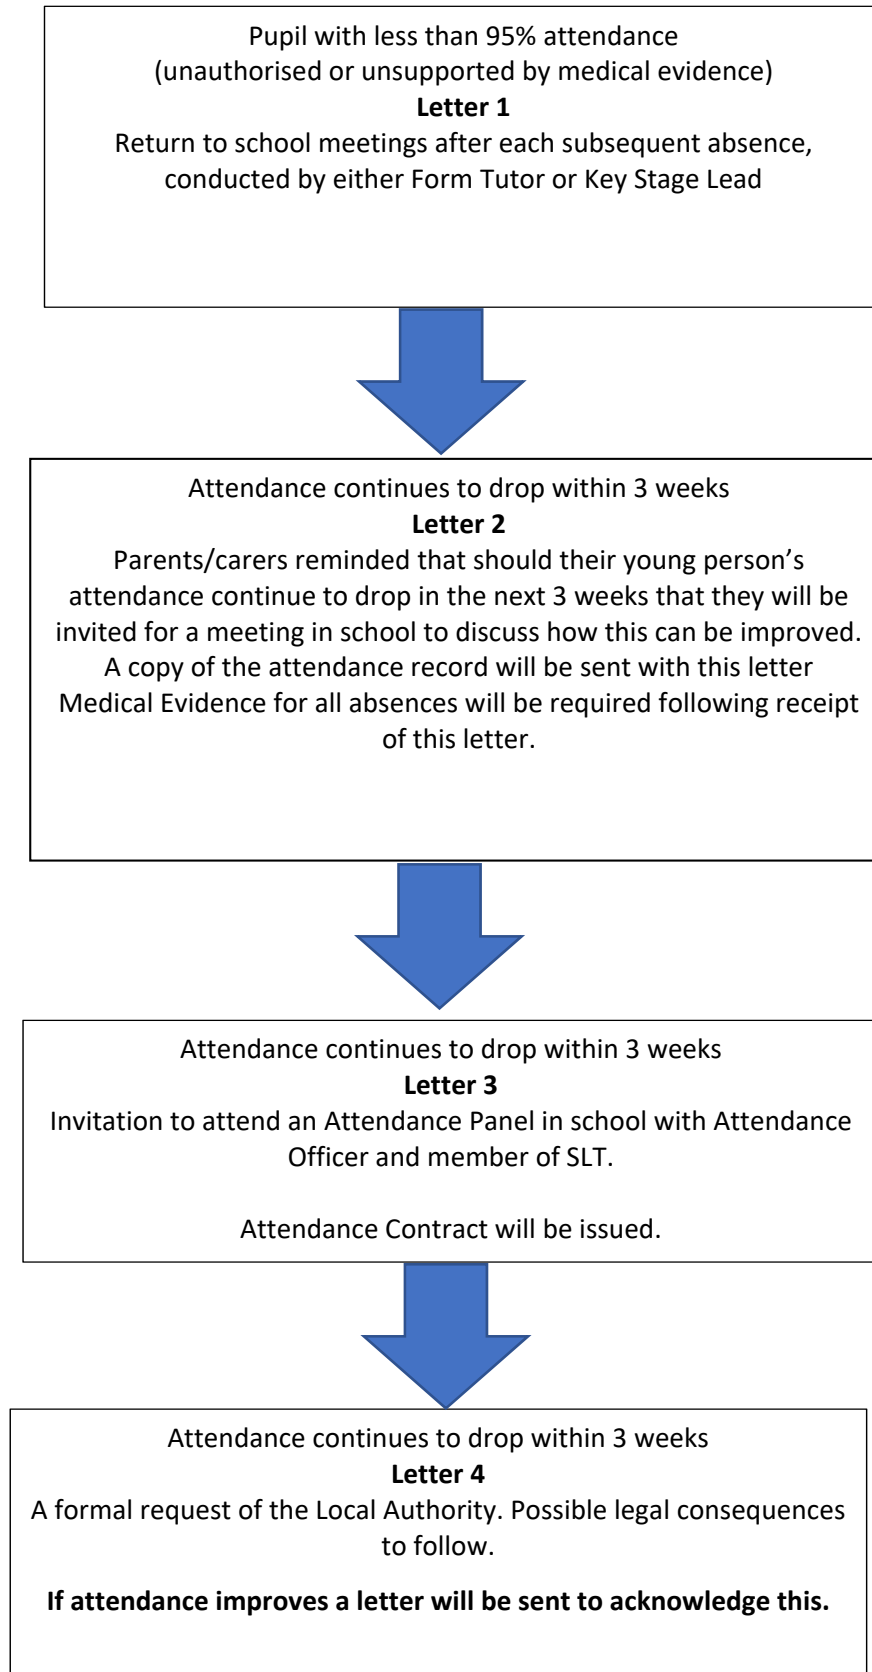 Pupil with less than 95% attendance
(unauthorised or unsupported by medical evidence)
Letter 1
Return to school meetings after each subsequent absence,
conducted by either Form Tutor or Key Stage Lead
Attendance continues to drop within 3 weeks
Letter 2
Parents/carers reminded that should their young person’s
attendance continue to drop in the next 3 weeks that they will be
invited for a meeting in school to discuss how this can be improved.
A copy of the attendance record will be sent with this letter
Medical Evidence for all absences will be required following receipt
of this letter.
Attendance continues to drop within 3 weeks
Letter 3
Invitation to attend an Attendance Panel in school with Attendance
Officer and member of SLT.
Attendance Contract will be issued.
Attendance continues to drop within 3 weeks
Letter 4
A formal request of the Local Authority. Possible legal consequences
to follow.
If attendance improves a letter will be sent to acknowledge this.